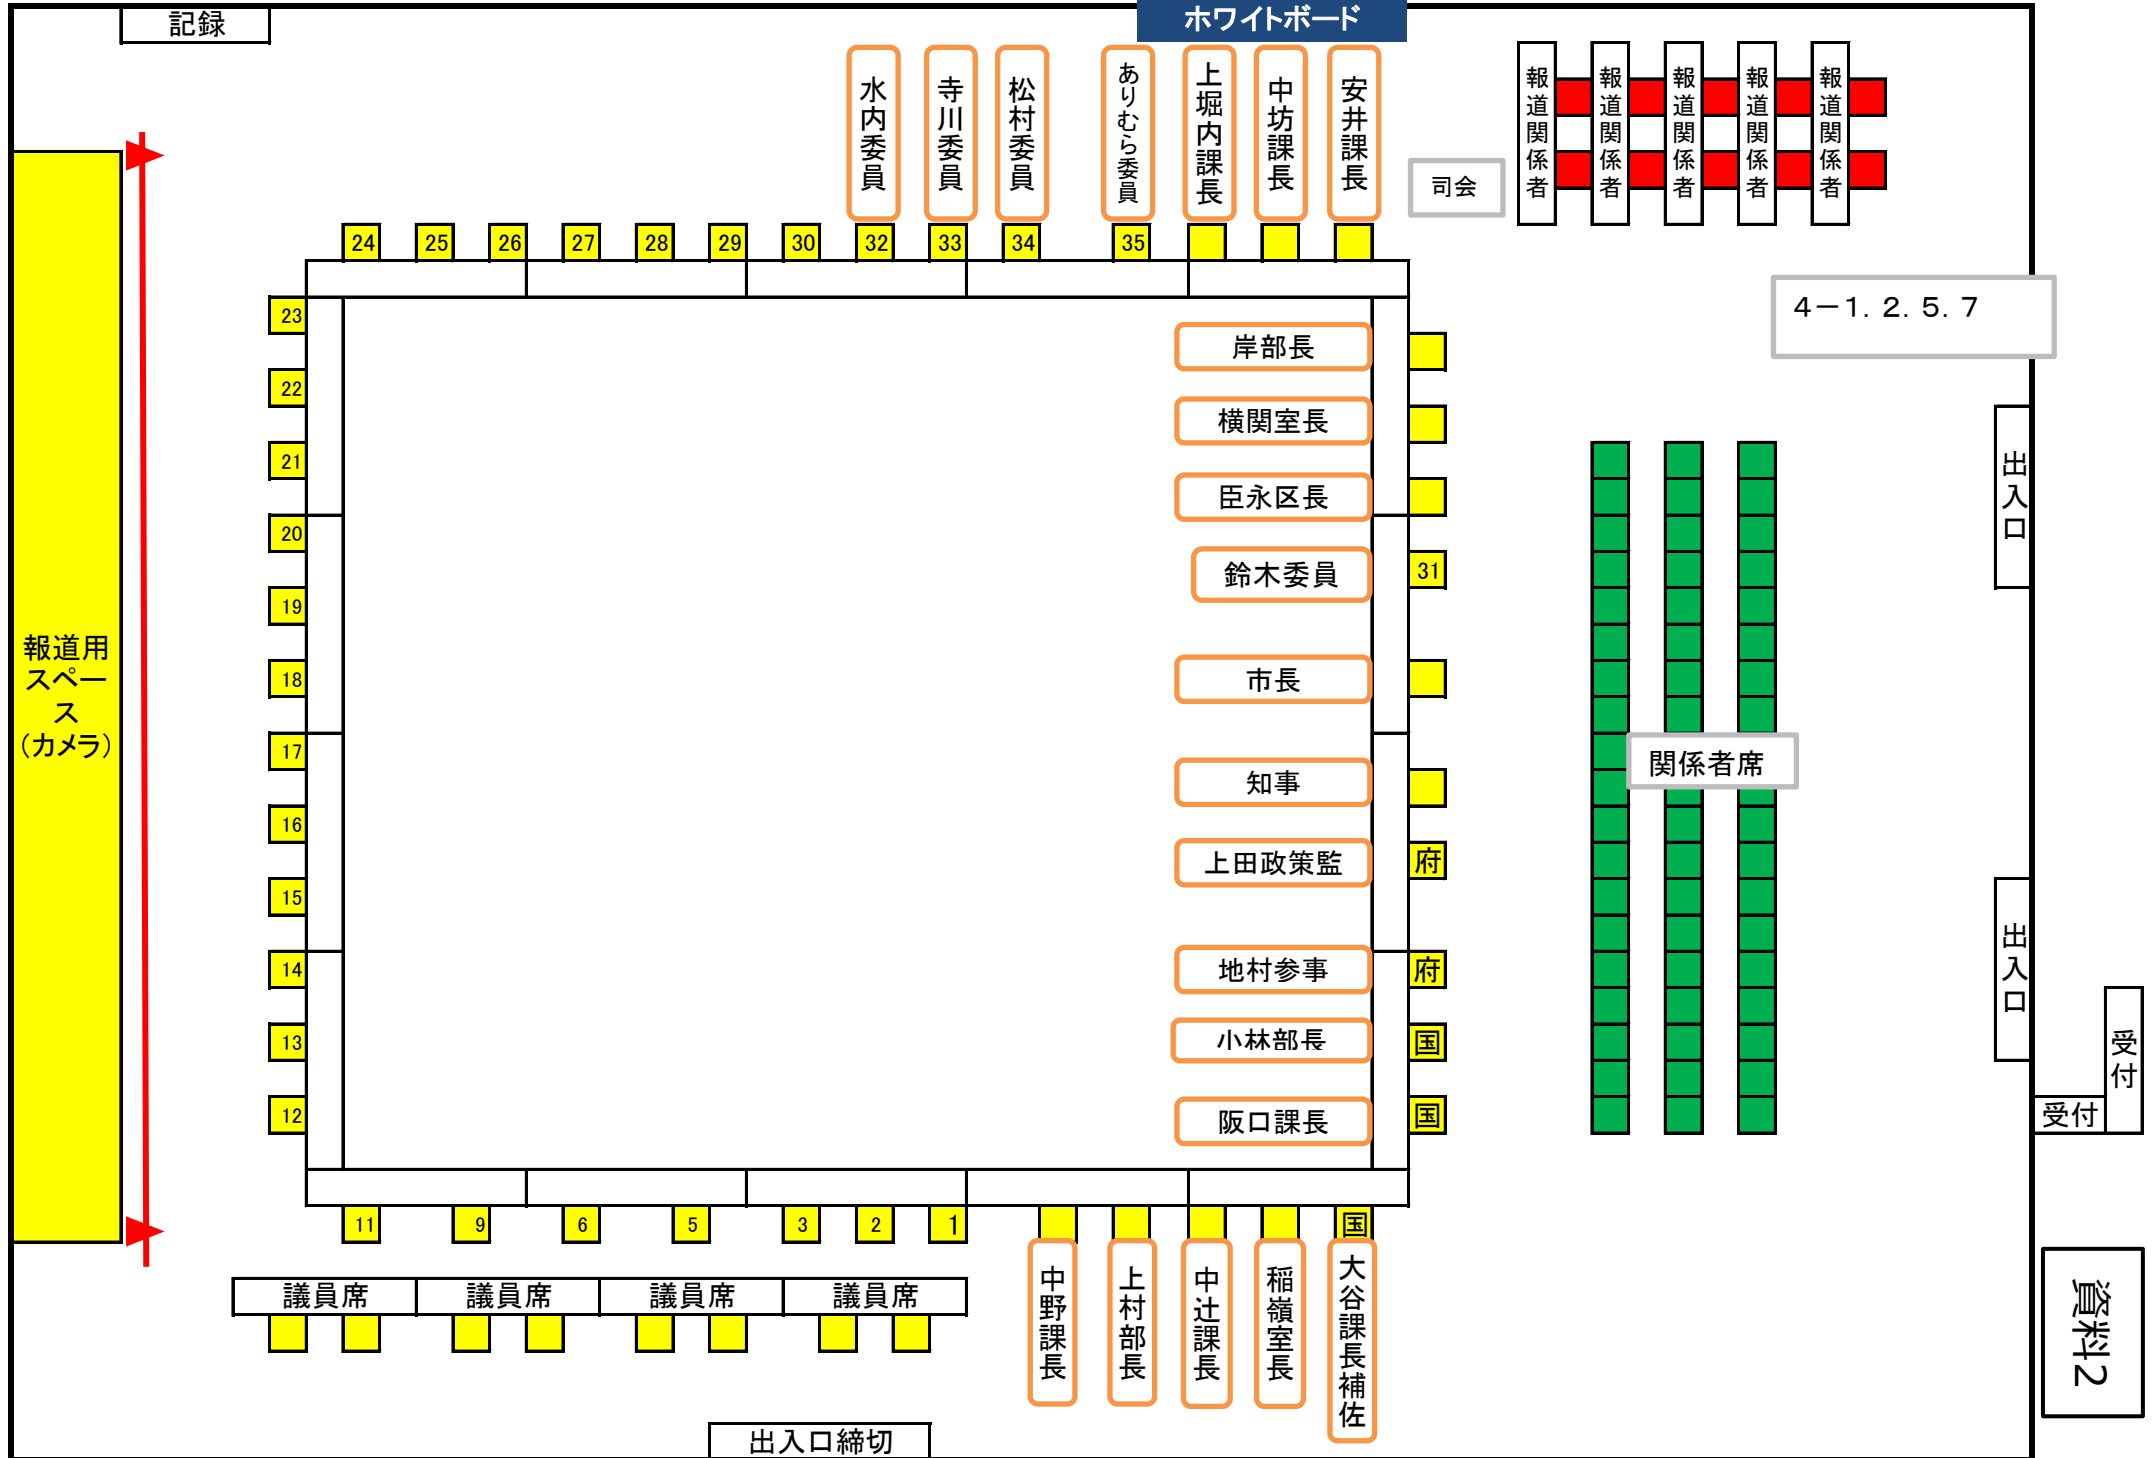 記録
ホワイトボード
水内委員
寺川委員
松村委員
ありむら委員
上堀内課長
中坊課長
安井課長
司会
報道関係者
報道関係者
報道関係者
報道関係者
報道関係者
24
25
26
27
28
29
30
32
33
34
35
4－1．2．5．7
23
22
21
20
19
18
17
16
15
14
13
12
報道用
スペー
ス
（カメラ）
岸部長
横関室長
臣永区長
鈴木委員
31
市長
知事
上田政策監
府
地村参事
府
小林部長
国
阪口課長
国
関係者席
出入口
出入口
受付
受付
11
9
6
5
3
2
1
国
中野課長
上村部長
中辻課長
稲嶺室長
大谷課長補佐
議員席
議員席
議員席
議員席
出入口締切
資料2